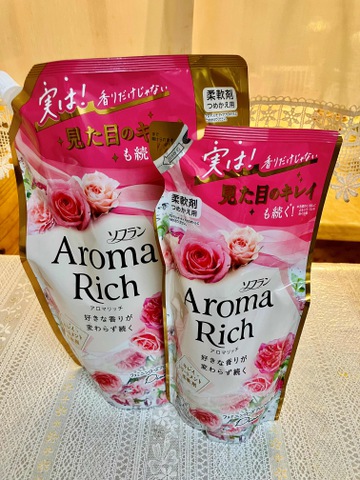 柔軟剤
つめかえ用
実は!香りだけじゃない
見た目のキレイ
も続く
ソフラン
Aroma
Rich
アロマリッチ
好きな香りが
変わらず続く
実は!香りだけじゃない
見た目のキレイ
も続く!
柔軟剤
つめかえ用
ソフラン
Aroma
Rich
アロマリッチ
好きな香りが
変わらず続く